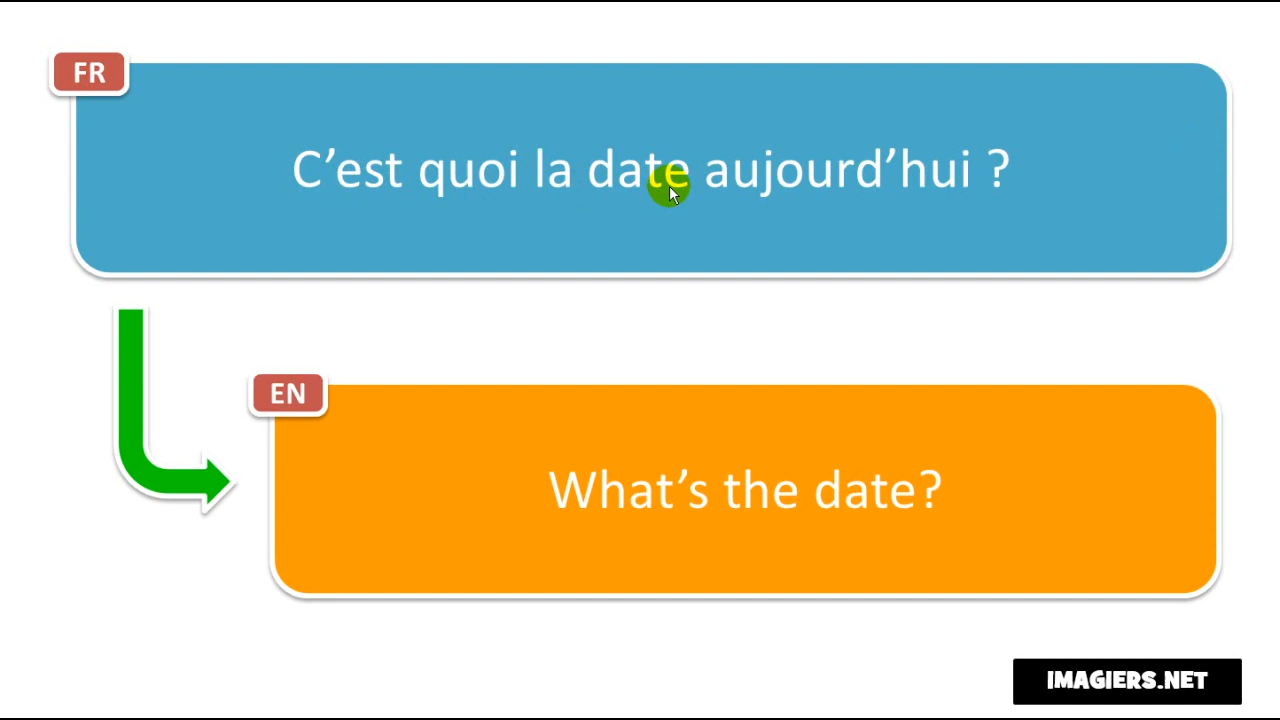 FR
C’est quoi la date aujourd’hui ?
EN
What’s the date?
IMAGIERS.NET